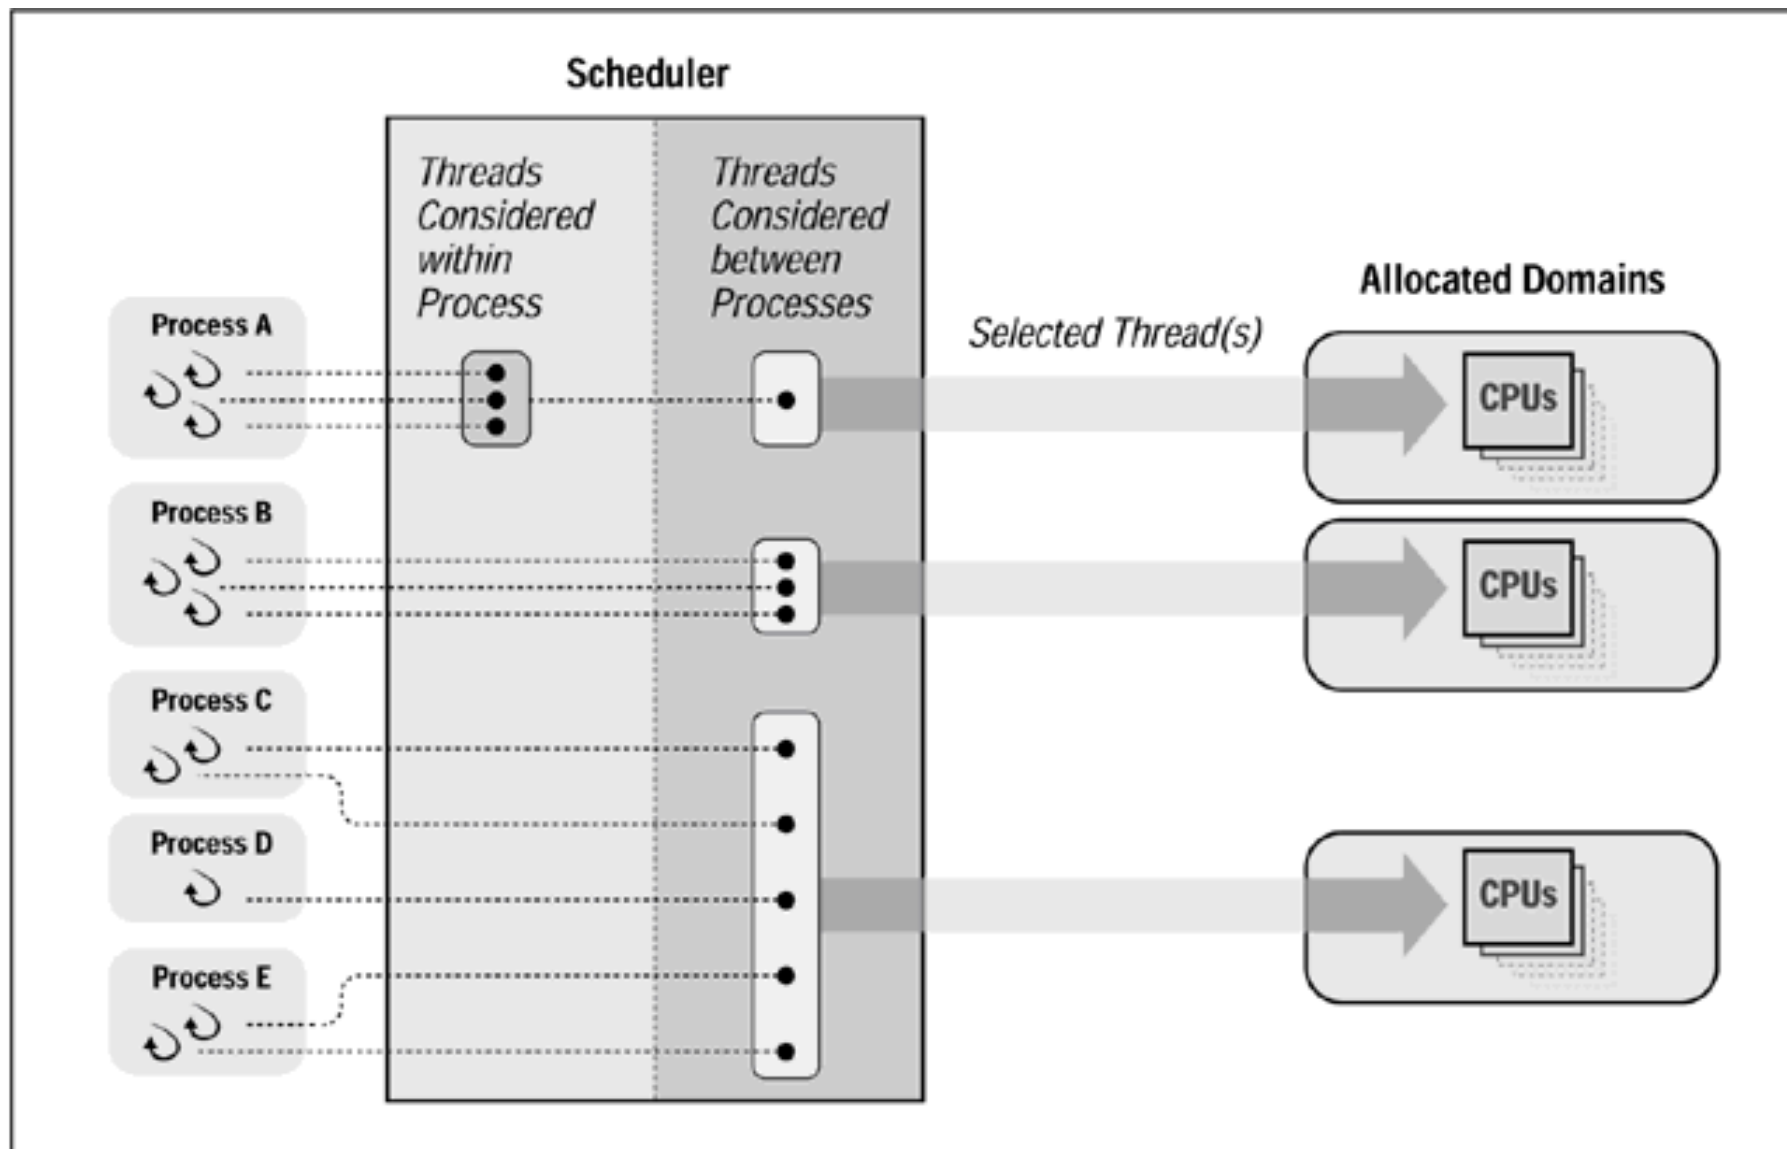 Scheduler
Threads
Considered
within
Process
Threads
Considered
between
Processes
Selected Thread(s)
Allocated Domains
Process A
CPUs
Process B
CPUs
Process C
Process D
CPUs
Process E